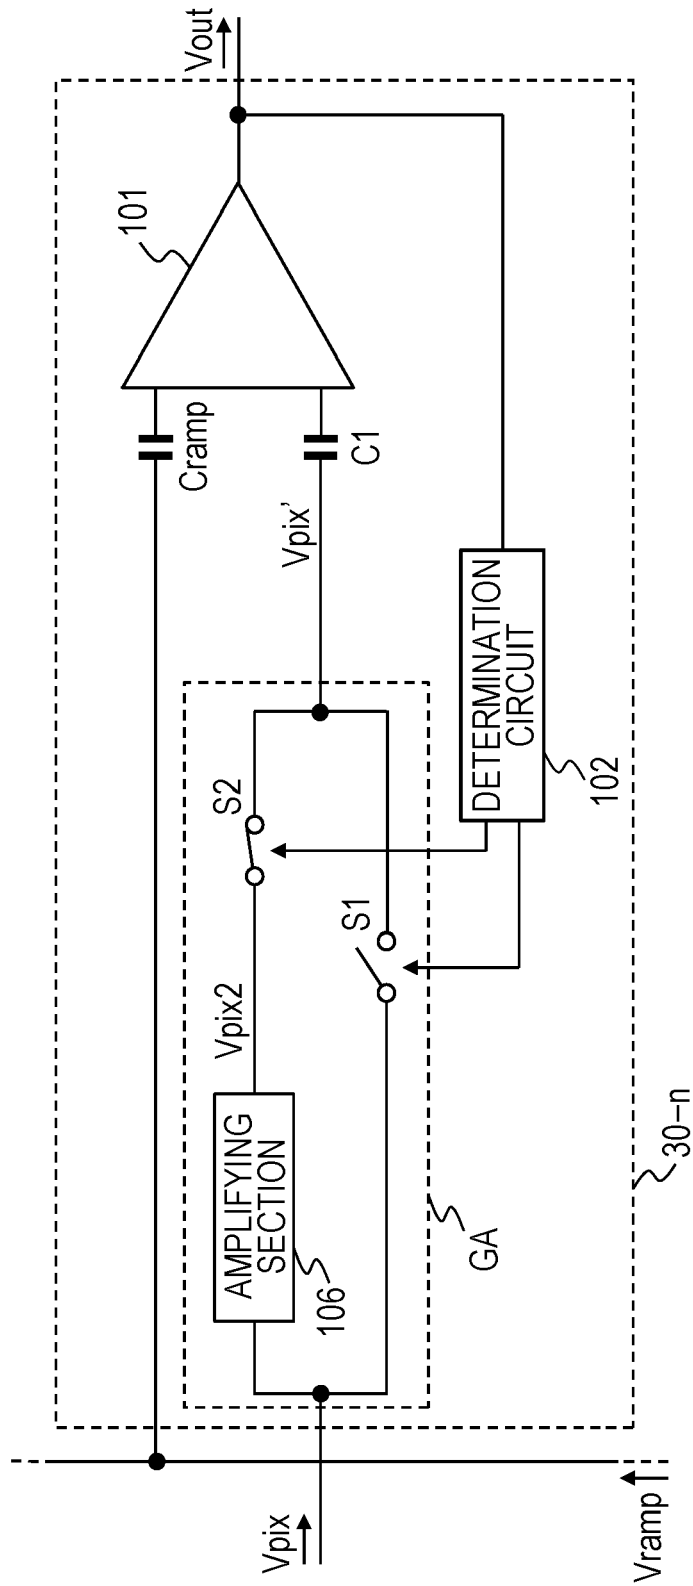 Vout
101
Cramp
C1
Vpix'
S2
S1
Vpix2
DETERMINATION
CIRCUIT
102
AMPLIFYING
SECTION
106
GA
30-n
Vpix
Vramp